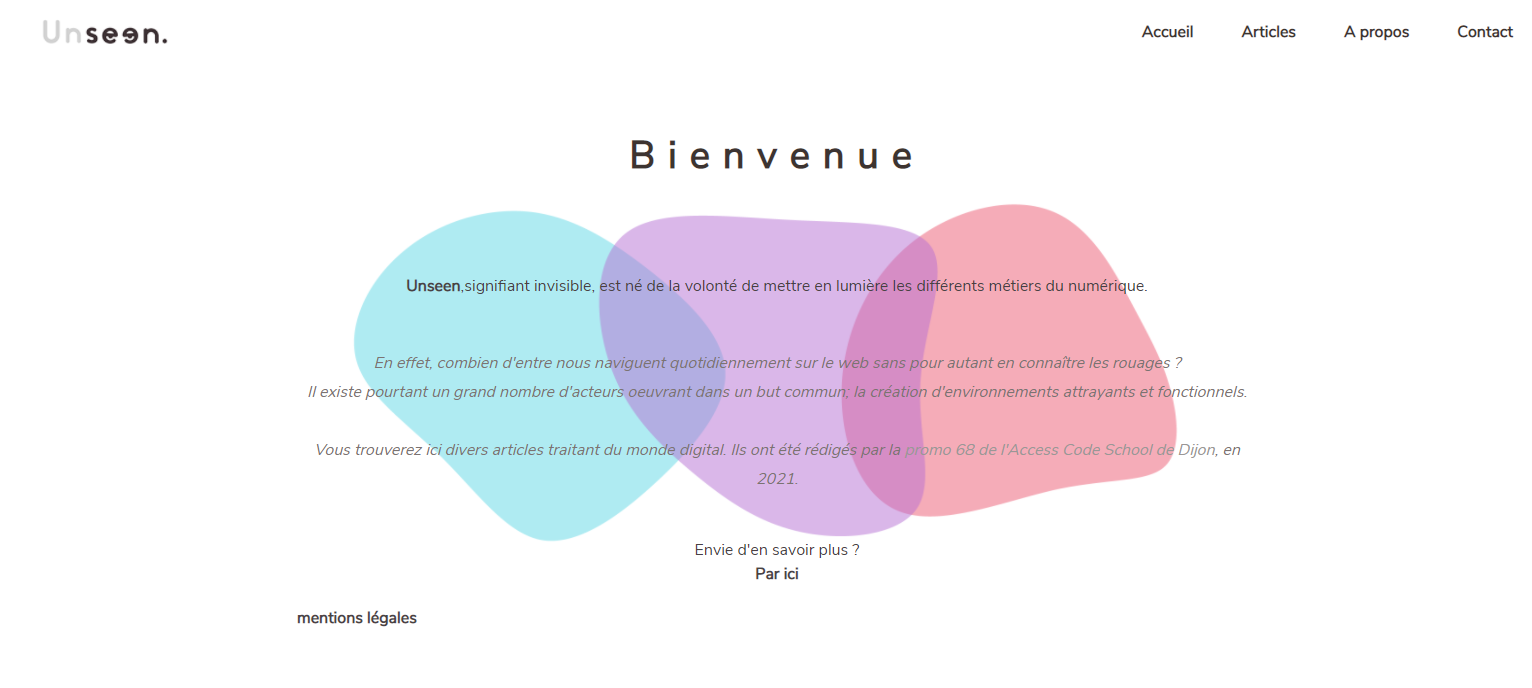 Unseen.
Accueil Articles A propos Contact
Bienvenue
Unseen,signifiant invisible, est né de la volonté de mettre en lumière les différents métiers du numérique.
En effet, combien d'entre nous naviguent quotidiennement sur le web sans pour autant en connaître les rouages ?
Il existe pourtant un grand nombre d'acteurs oeuvrant dans un but commun; la création d'environnements attrayants et fonctionnels.
Vous trouverez ici divers articles traitant du monde digital. Ils ont été rédigés par la promo 68 de l'Access Code School de Dijon, en
2021.
Envie d'en savoir plus ?
Par ici
mentions légales